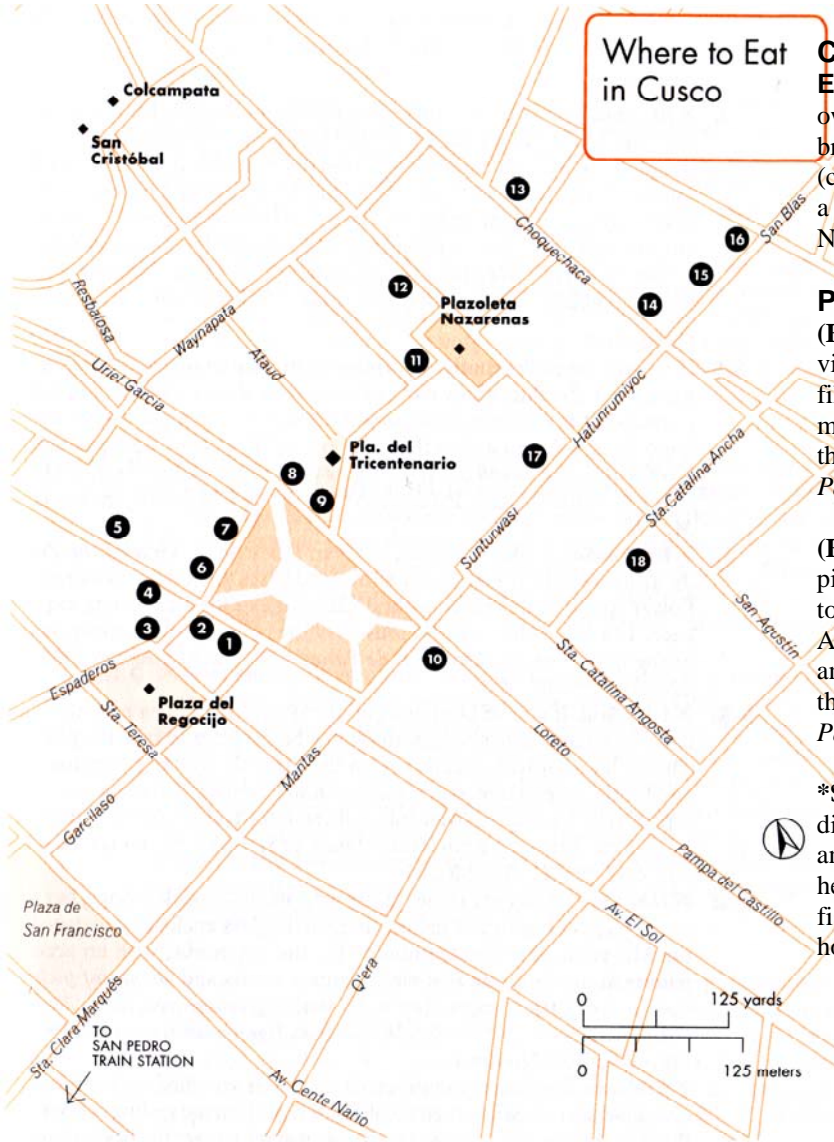 Where to Eat
in Cusco
Colcampata
San
Cristóbal
13
Choquechaca
16
San Blas
15
12
Plazoleta
Nazarenas
14
Resbalosa
Waynapata
Ataud
11
Uriel Garcia
Hatunrumiyoc
Pla. del
Tricentenario
17
Sta. Catalina Ancha
8
9
5
7
Sunturwasi
6
18
4
San Agustín
3
2
1
10
Espaderos
Plaza del
Regocijo
Sta. Teresa
Sta. Catalina Angosta
Loreto
Mantas
Garcilaso
Pampa del Castillo
Plaza de
San Francisco
Av. El Sol
Q'era
0
125 yards
0
125 meters
Sta. Clara Marqués
TO
SAN PEDRO
TRAIN STATION
Av. Cente Nario